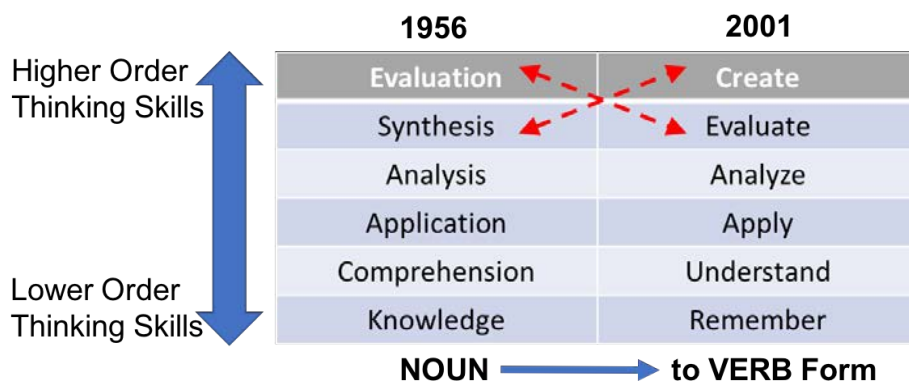 1956 2001
Higher Order
Thinking Skills
Evaluation Create
Synthesis Evaluate
Analysis Analyze
Application Apply
Comprehension Understand
Knowledge Remember
Lower Order
Thinking Skills
NOUN to VERB Form